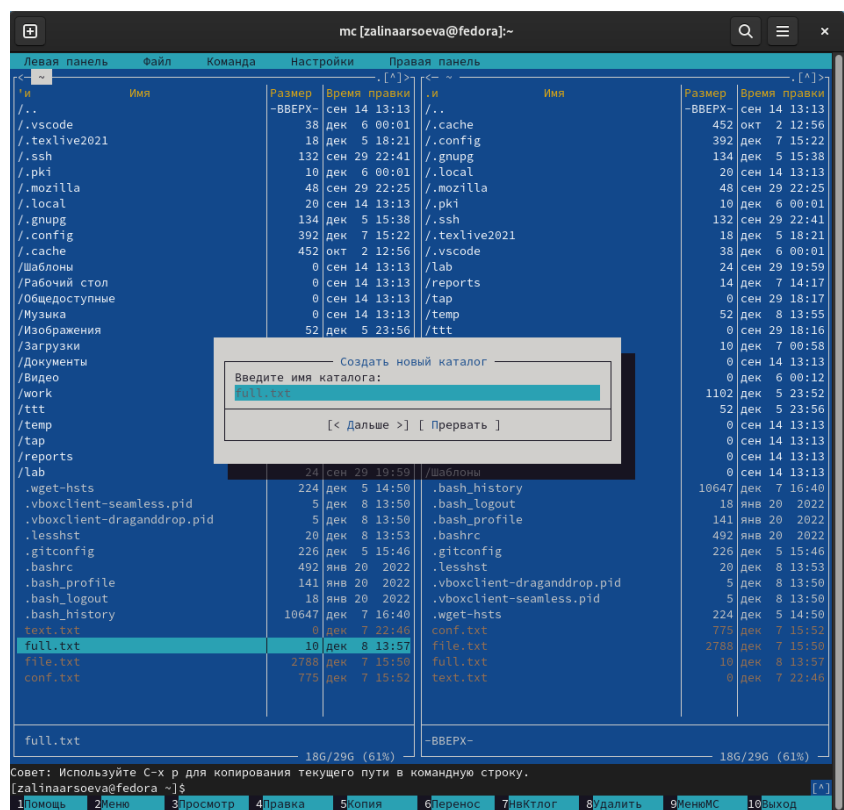 mc [zalinaarsoeva@fedora]:~
Левая панель Файл Команда Настройки Правая панель
<— ~ .[^]> <— ~ .[^]>
'и Имя Размер Время правки .и Имя Размер Время правки
/.. -ВВЕРХ- сен 14 13:13 /.. -ВВЕРХ- сен 14 13:13
/.vscode 38 дек 6 00:01 /.cache 452 окт 2 12:56
/.texlive2021 18 дек 5 18:21 /.config 392 дек 7 15:22
/.ssh 132 сен 29 22:41 /.gnupg 134 дек 5 15:38
/.pki 10 дек 6 00:01 /.local 20 сен 14 13:13
/.mozilla 48 сен 29 22:25 /.mozilla 48 сен 29 22:25
/.local 20 сен 14 13:13 /.pki 10 дек 6 00:01
/.gnupg 134 дек 5 15:38 /.ssh 132 сен 29 22:41
/.config 392 дек 7 15:22 /.texlive2021 18 дек 5 18:21
/.cache 452 окт 2 12:56 /.vscode 38 дек 6 00:01
/Шаблоны 0 сен 14 13:13 /lab 24 сен 29 19:59
/Рабочий стол 0 сен 14 13:13 /reports 14 дек 7 14:17
/Общедоступные 0 сен 14 13:13 /tap 0 сен 29 18:17
/Музыка 0 сен 14 13:13 /temp 52 дек 8 13:55
/Изображения 52 дек 5 23:56 /ttt 0 сен 29 18:16
/Загрузки 10 дек 7 00:58
/Документы Создать новый каталог 0 сен 14 13:13
/Видео Введите имя каталога: 0 дек 6 00:12
/work full.txt 1102 дек 5 23:52
/ttt 52 дек 5 23:56
/temp [< Дальше >] [ Прервать ] 0 сен 14 13:13
/tap 0 сен 14 13:13
/reports 0 сен 14 13:13
/lab 24 сен 29 19:59 /Шаблоны 0 сен 14 13:13
.wget-hsts 224 дек 5 14:50 .bash_history 10647 дек 7 16:40
.vboxclient-seamless.pid 5 дек 8 13:50 .bash_logout 18 янв 20 2022
.vboxclient-draganddrop.pid 5 дек 8 13:50 .bash_profile 141 янв 20 2022
.lesshst 20 дек 8 13:53 .bashrc 492 янв 20 2022
.gitconfig 226 дек 5 15:46 .gitconfig 226 дек 5 15:46
.bashrc 492 янв 20 2022 .lesshst 20 дек 8 13:53
.bash_profile 141 янв 20 2022 .vboxclient-draganddrop.pid 5 дек 8 13:50
.bash_logout 18 янв 20 2022 .vboxclient-seamless.pid 5 дек 8 13:50
.bash_history 10647 дек 7 16:40 .wget-hsts 224 дек 5 14:50
text.txt 0 дек 7 22:46 conf.txt 775 дек 7 15:52
full.txt 10 дек 8 13:57 file.txt 2788 дек 7 15:50
file.txt 2788 дек 7 15:50 full.txt 10 дек 8 13:57
conf.txt 775 дек 7 15:52 text.txt 0 дек 7 22:46
full.txt -ВВЕРХ-
18G/29G (61%) 18G/29G (61%)
Совет: Используйте C-x p для копирования текущего пути в командную строку.
[zalinaarsoeva@fedora ~]$ [^]
1Помощь 2Меню 3Просмотр 4Правка 5Копия 6Перенос 7НвКтлог 8Удалить 9МенюМС 10Выход